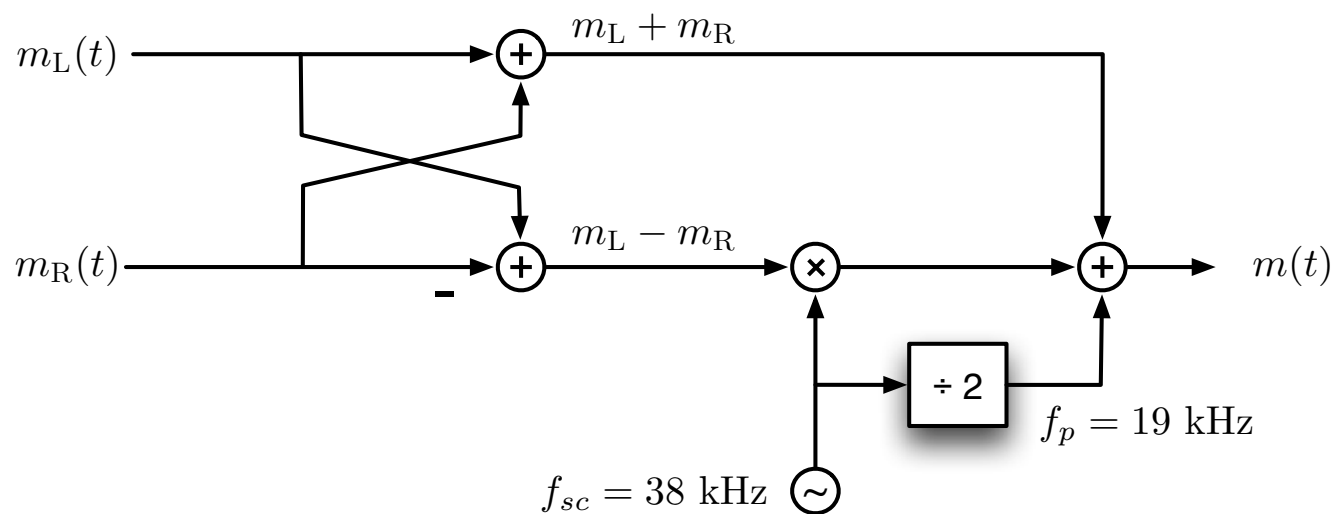 m_L(t)
+
m_L + m_R
m_R(t)
-
+
m_L − m_R
×
+
m(t)
÷ 2
f_p = 19 kHz
f_sc = 38 kHz
~